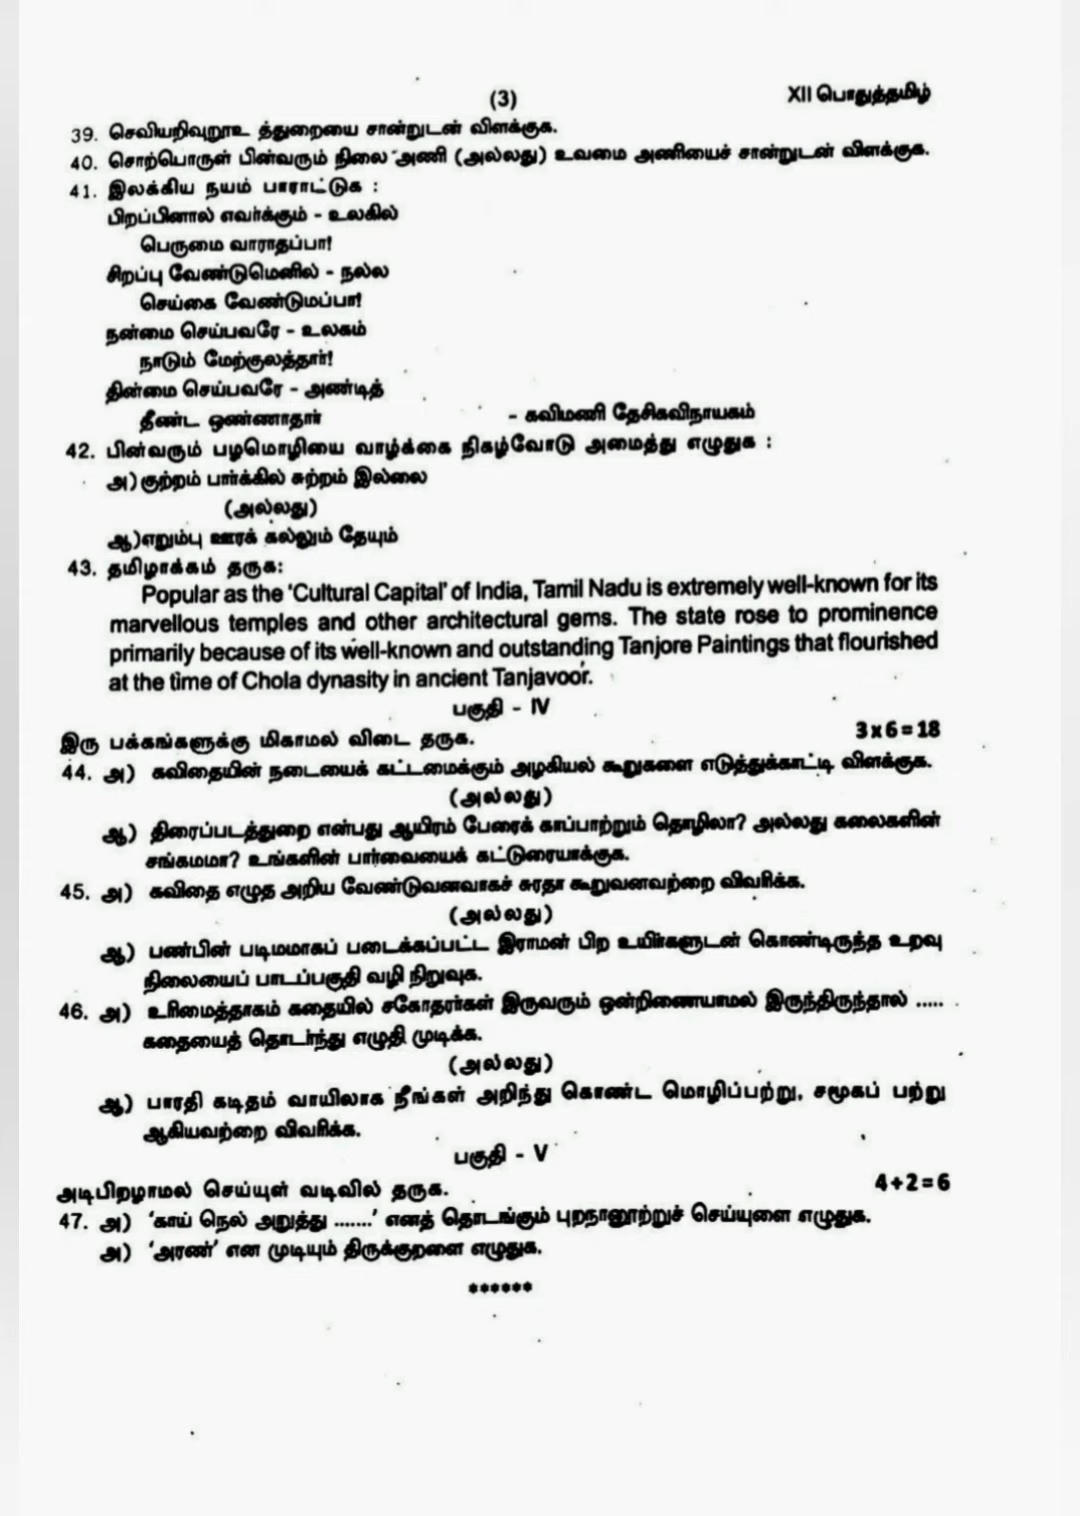 (3)
XII பொதுத்தமிழ்
39. செவியறிவுறூஉ த்துறையை சான்றுடன் விளக்குக.
40. சொற்பொருள் பின்வரும் நிலை அணி (அல்லது) உவமை அணியைச் சான்றுடன் விளக்குக.
41. இலக்கிய நயம் பாராட்டுக :
பிறப்பினால் எவர்க்கும் - உலகில்
பெருமை வாராதப்பா!
சிறப்பு வேண்டுமெனில் - நல்ல
செய்கை வேண்டுமப்பா!
நன்மை செய்பவரே - உலகம்
நாடும் மேற்குலத்தார்!
தின்மை செய்பவரே - அண்டித்
தீண்ட ஒண்ணாதார்
- கவிமணி தேசிகவிநாயகம்
42. பின்வரும் பழமொழியை வாழ்க்கை நிகழ்வோடு அமைத்து எழுதுக :
அ)குற்றம் பார்க்கில் சுற்றம் இல்லை
(அல்லது)
ஆ)எறும்பு ஊரக் கல்லும் தேயும்
43. தமிழாக்கம் தருக:
Popular as the 'Cultural Capital' of India, Tamil Nadu is extremely well-known for its
marvellous temples and other architectural gems. The state rose to prominence
primarily because of its well-known and outstanding Tanjore Paintings that flourished
at the time of Chola dynasity in ancient Tanjavoor.
பகுதி - IV
இரு பக்கங்களுக்கு மிகாமல் விடை தருக.
3 x 6 = 18
44. அ) கவிதையின் நடையைக் கட்டமைக்கும் அழகியல் கூறுகளை எடுத்துக்காட்டி விளக்குக.
(அல்லது)
ஆ) திரைப்படத்துறை என்பது ஆயிரம் பேரைக் காப்பாற்றும் தொழிலா? அல்லது கலைகளின்
சங்கமமா? உங்களின் பார்வையைக் கட்டுரையாக்குக.
45. அ) கவிதை எழுத அறிய வேண்டுவனவாகச் சுரதா கூறுவனவற்றை விவரிக்க.
(அல்லது)
ஆ) பண்பின் படிமமாகப் படைக்கப்பட்ட இராமன் பிற உயிர்களுடன் கொண்டிருந்த உறவு
நிலையைப் பாடப்பகுதி வழி நிறுவுக.
46. அ) உரிமைத்தாகம் கதையில் சகோதரர்கள் இருவரும் ஒன்றிணையாமல் இருந்திருந்தால் .....
கதையைத் தொடர்ந்து எழுதி முடிக்க.
(அல்லது)
ஆ) பாரதி கடிதம் வாயிலாக நீங்கள் அறிந்து கொண்ட மொழிப்பற்று, சமூகப் பற்று
ஆகியவற்றை விவரிக்க.
பகுதி - V
அடிபிறழாமல் செய்யுள் வடிவில் தருக.
4+2=6
47. அ) 'காய் நெல் அறுத்து .......' எனத் தொடங்கும் புறநானூற்றுச் செய்யுளை எழுதுக.
அ) 'அரண்' என முடியும் திருக்குறளை எழுதுக.
******